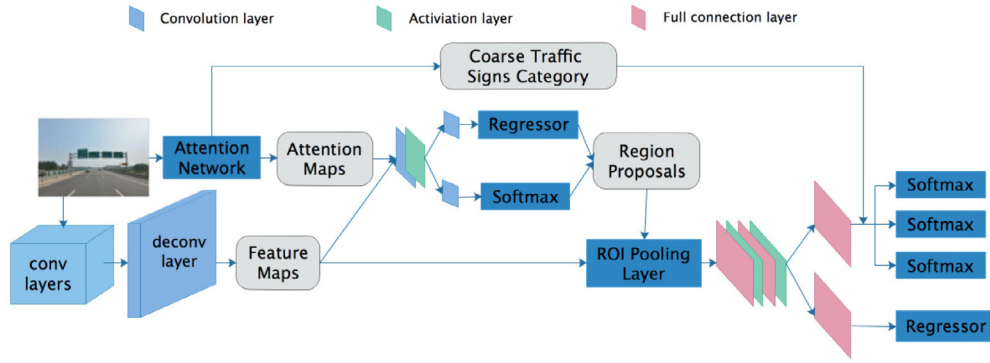 Convolution layer
Activiation layer
Full connection layer
Coarse Traffic
Signs Category
Attention
Network
Attention
Maps
Regressor
Softmax
Region
Proposals
conv
layers
deconv
layer
Feature
Maps
ROI Pooling
Layer
Softmax
Softmax
Softmax
Regressor